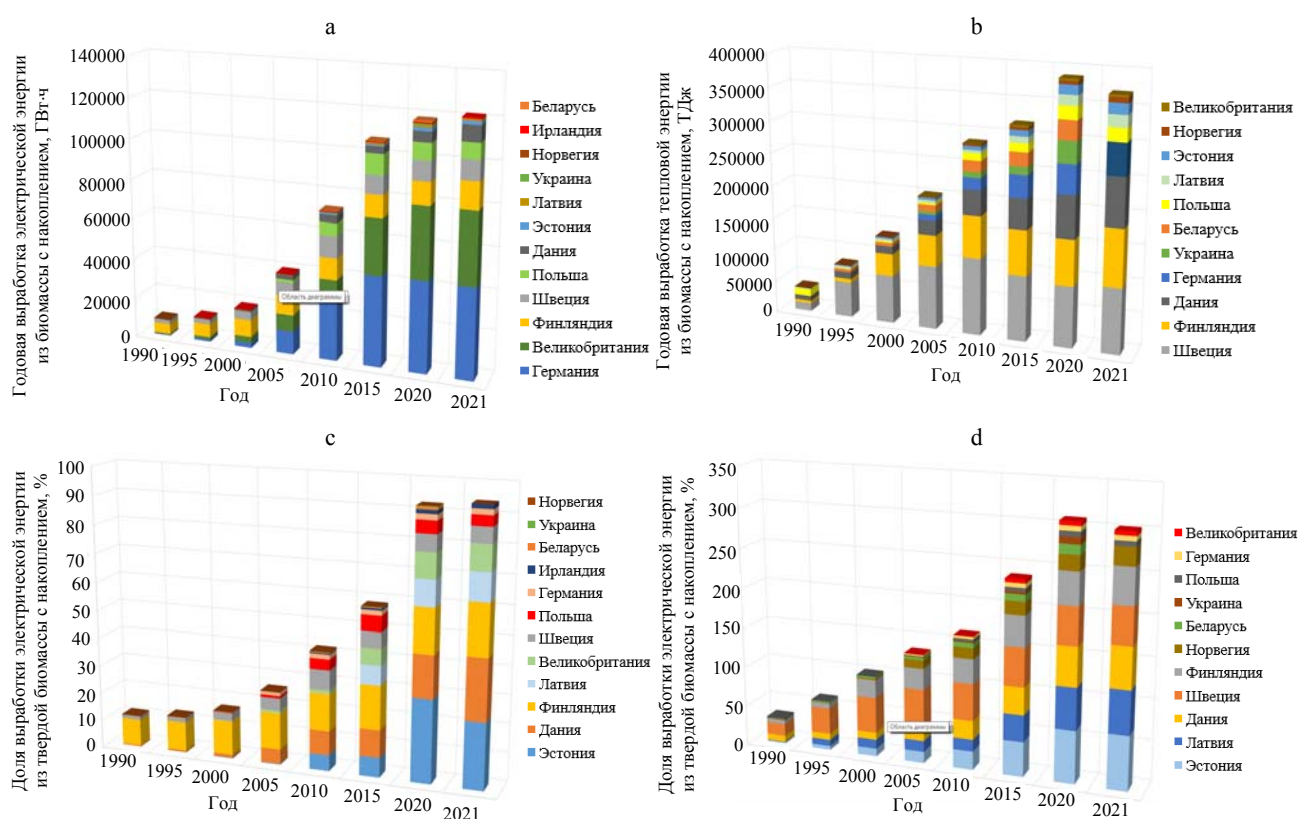 a
Годовая выработка электрической энергии
из биомассы с накоплением, ГВт·ч
140000
120000
100000
80000
60000
40000
20000
0
1990
1995
2000
2005
2010
2015
2020
2021
Год
Область диаграммы
Беларусь
Ирландия
Норвегия
Украина
Латвия
Эстония
Дания
Польша
Швеция
Финляндия
Великобритания
Германия
b
Годовая выработка тепловой энергии
из биомассы с накоплением, ТДж
400000
350000
300000
250000
200000
150000
100000
50000
0
1990
1995
2000
2005
2010
2015
2020
2021
Год
Великобритания
Норвегия
Эстония
Латвия
Польша
Беларусь
Украина
Германия
Дания
Финляндия
Швеция
c
Доля выработки электрической энергии
из твердой биомассы с накоплением, %
100
90
80
70
60
50
40
30
20
10
0
1990
1995
2000
2005
2010
2015
2020
2021
Год
Норвегия
Украина
Беларусь
Ирландия
Германия
Польша
Швеция
Великобритания
Латвия
Финляндия
Дания
Эстония
d
Доля выработки электрической энергии
из твердой биомассы с накоплением, %
350
300
250
200
150
100
50
0
1990
1995
2000
2005
2010
2015
2020
2021
Год
Область диаграммы
Великобритания
Германия
Польша
Украина
Беларусь
Норвегия
Финляндия
Швеция
Дания
Латвия
Эстония